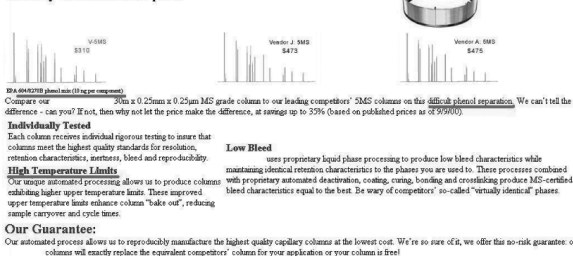 V-5MS
$310
Vendor J: 5MS
$473
Vendor A: 5MS
$475
EPA 604/8270B phenol mix (10 ng per component)
Compare our 30m x 0.25mm x 0.25µm MS grade column to our leading competitors' 5MS columns on this difficult phenol separation. We can't tell the
difference - can you? If not, then why not let the price make the difference, at savings up to 35% (based on published prices as of 9/9/00).
Individually Tested
Each column receives individual rigorous testing to insure that
columns meet the highest quality standards for resolution,
retention characteristics, inertness, bleed and reproducibility.
High Temperature Limits
Our unique automated processing allows us to produce columns
exhibiting higher upper temperature limits. These improved
upper temperature limits enhance column "bake out", reducing
sample carryover and cycle times.
Low Bleed
uses proprietary liquid phase processing to produce low bleed characteristics while
maintaining identical retention characteristics to the phases you are used to. These processes combined
with proprietary automated deactivation, coating, curing, bonding and crosslinking produce MS-certified
bleed characteristics equal to the best. Be wary of competitors' so-called "virtually identical" phases.
Our Guarantee:
Our automated process allows us to reproducibly manufacture the highest quality capillary columns at the lowest cost. We're so sure of it, we offer this no-risk guarantee:
columns will exactly replace the equivalent competitors' column for your application or your column is free!